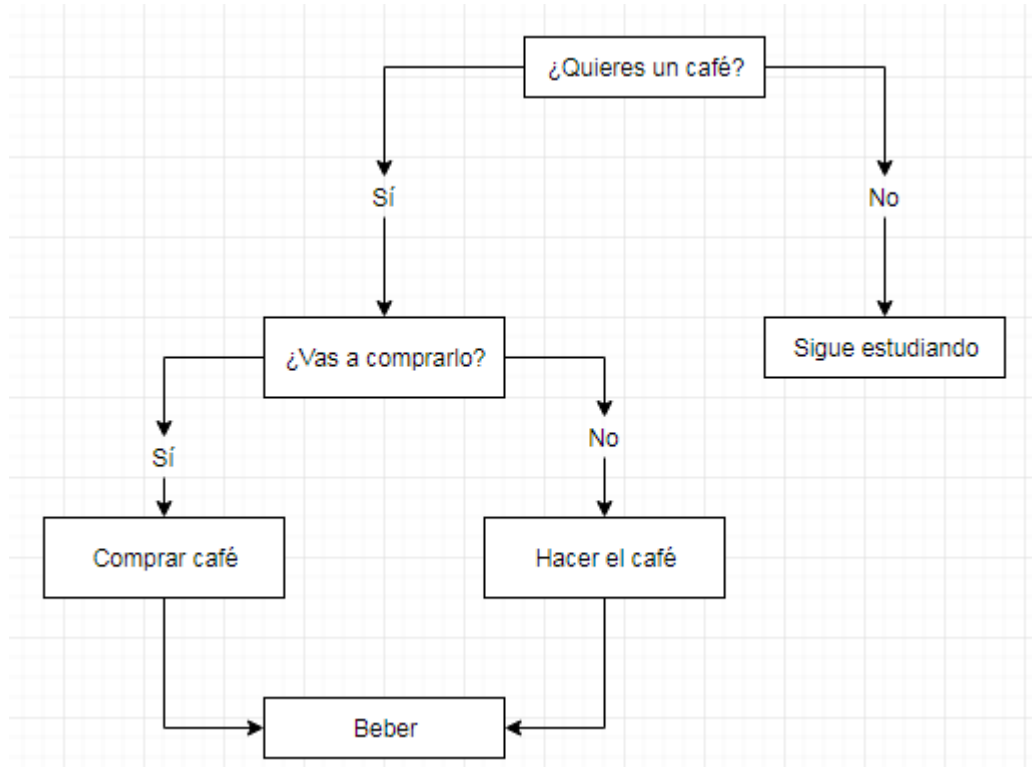 ¿Quieres un café?
Sí
No
¿Vas a comprarlo?
Sigue estudiando
Sí
No
Comprar café
Hacer el café
Beber